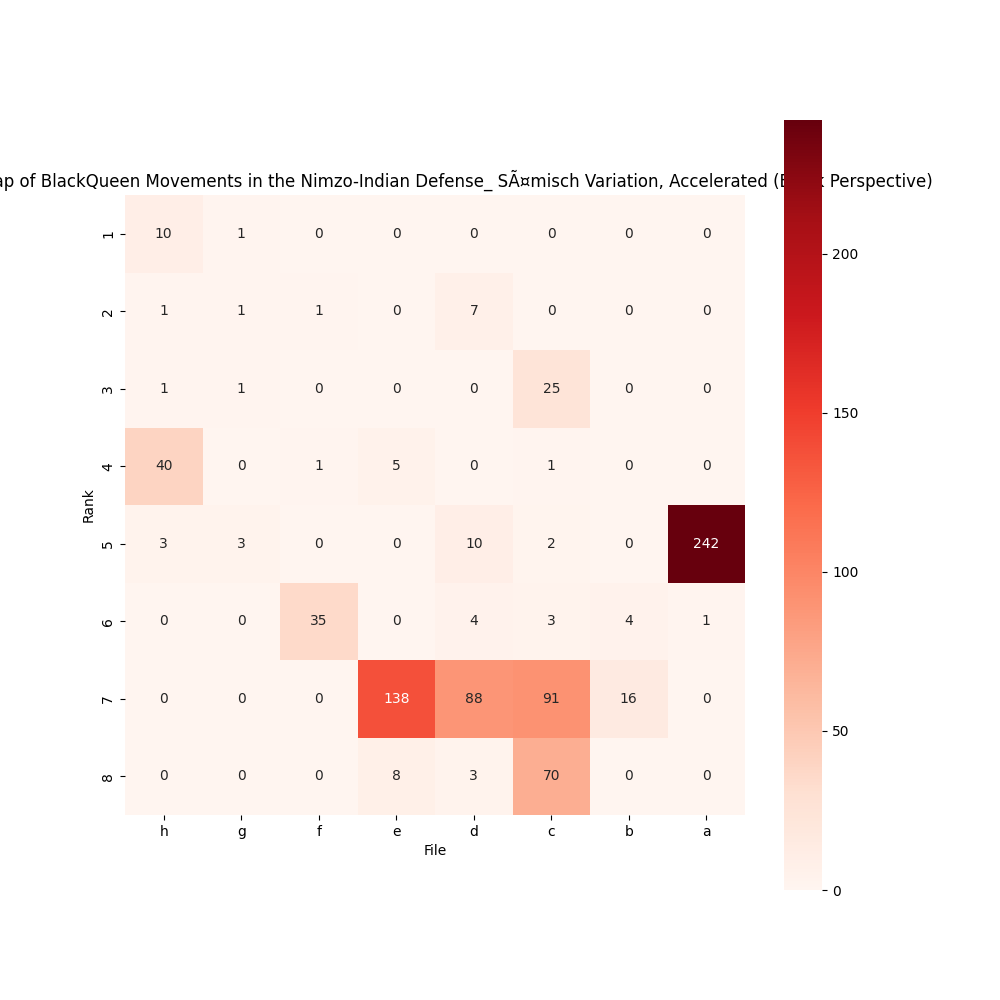 ap of BlackQueen Movements in the Nimzo-Indian Defense_ SÃ¤misch Variation, Accelerated (B k Perspective)
1 10 1 0 0 0 0 0 0
2 1 1 1 0 7 0 0 0
3 1 1 0 0 0 25 0 0
4 40 0 1 5 0 1 0 0
5 3 3 0 0 10 2 0 242
6 0 0 35 0 4 3 4 1
7 0 0 0 138 88 91 16 0
8 0 0 0 8 3 70 0 0
h g f e d c b a
File
Rank
200
150
100
50
0